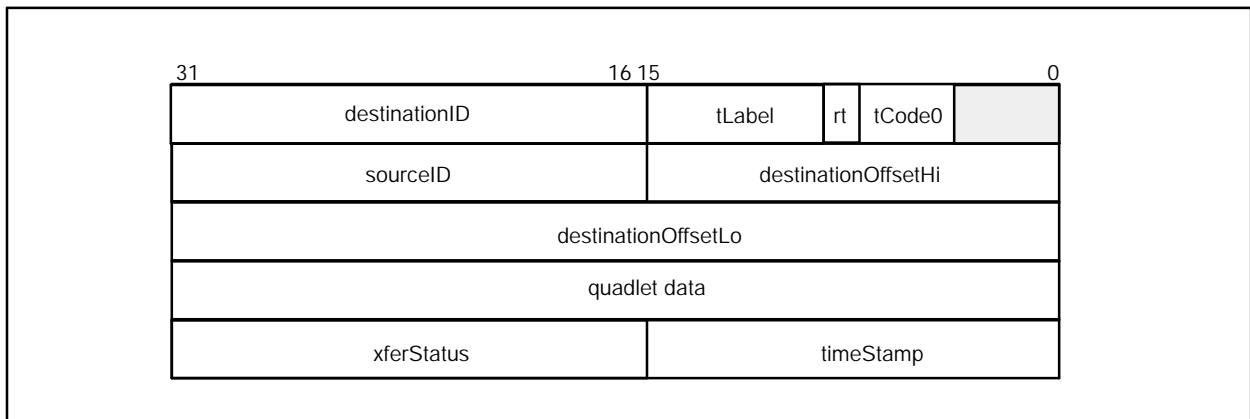 31 16 15 0
destinationID tLabel rt tCode0
sourceID destinationOffsetHi
destinationOffsetLo
quadlet data
xferStatus timeStamp